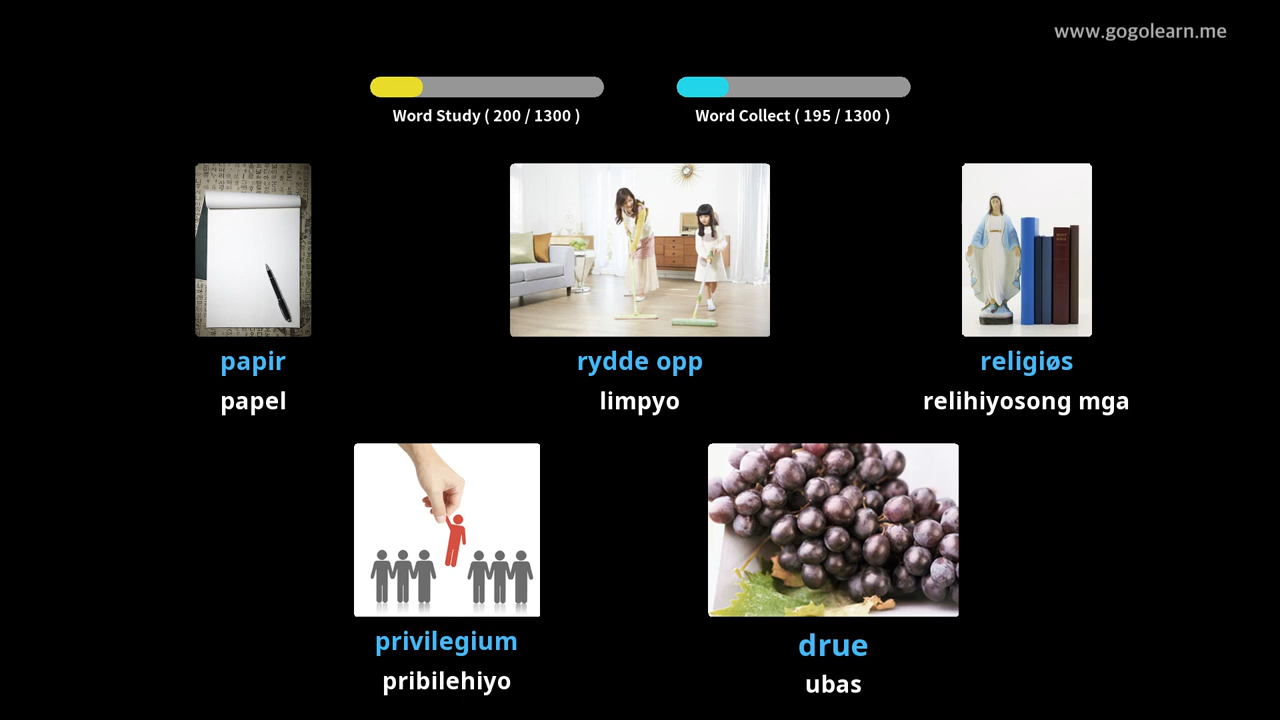 www.gogolearn.me
Word Study ( 200 / 1300 )
Word Collect ( 195 / 1300 )
papir
papel
rydde opp
limpyo
religiøs
relihiyosong mga
privilegium
pribilehiyo
drue
ubas